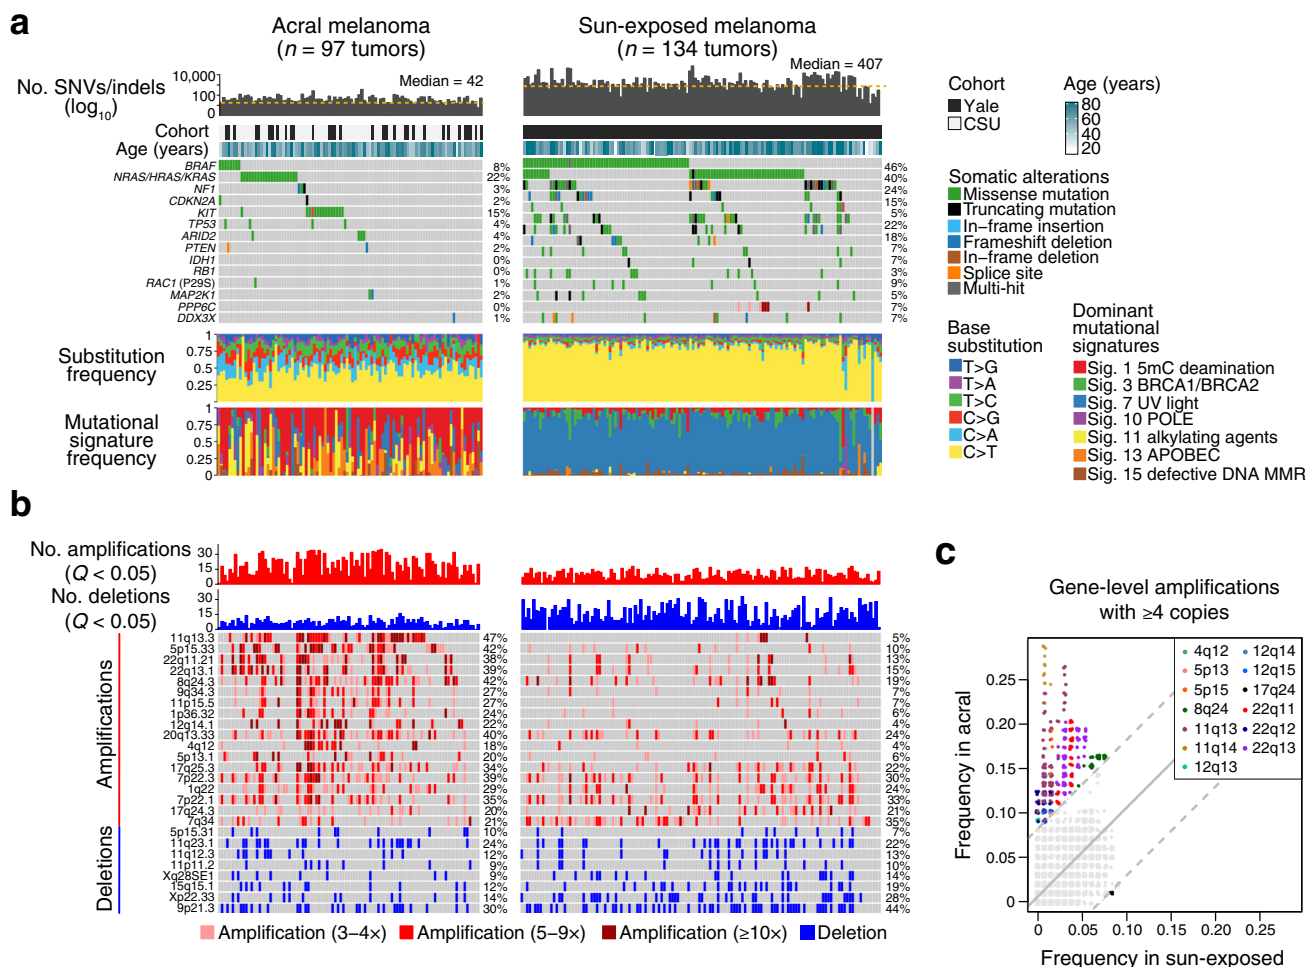 a
Acral melanoma
(n = 97 tumors)
Sun-exposed melanoma
(n = 134 tumors)
No. SNVs/indels
(log10)
10,000
100
0
Median = 42
Median = 407
Cohort
Age (years)
BRAF 8% 46%
NRAS/HRAS/KRAS 22% 40%
NF1 3% 24%
CDKN2A 2% 15%
KIT 15% 5%
TP53 4% 22%
ARID2 4% 18%
PTEN 2% 7%
IDH1 0% 7%
RB1 0% 3%
RAC1 (P29S) 1% 9%
MAP2K1 2% 5%
PPP6C 0% 7%
DDX3X 1% 7%
Substitution
frequency
1
0.75
0.5
0.25
Mutational
signature
frequency
1
0.75
0.5
0.25
0
Cohort
Yale
CSU
Age (years)
80
60
40
20
Somatic alterations
Missense mutation
Truncating mutation
In-frame insertion
Frameshift deletion
In-frame deletion
Splice site
Multi-hit
Base
substitution
T>G
T>A
T>C
C>G
C>A
C>T
Dominant
mutational
signatures
Sig. 1 5mC deamination
Sig. 3 BRCA1/BRCA2
Sig. 7 UV light
Sig. 10 POLE
Sig. 11 alkylating agents
Sig. 13 APOBEC
Sig. 15 defective DNA MMR
b
No. amplifications
(Q < 0.05)
30
15
0
No. deletions
(Q < 0.05)
30
15
0
Amplifications
11q13.3 47% 5%
5p15.33 42% 10%
22q11.21 38% 13%
22q13.1 39% 15%
8q24.3 42% 19%
9q34.3 27% 7%
11p15.5 27% 7%
1p36.32 24% 6%
12q14.1 22% 4%
20q13.33 40% 24%
4q12 18% 4%
5p13.1 20% 6%
17q25.3 34% 22%
7p22.3 39% 30%
1q22 29% 24%
7p22.1 35% 33%
17q24.3 20% 21%
7q34 21% 35%
Deletions
5p15.31 10% 7%
11q23.1 24% 22%
11q12.3 12% 13%
11p11.2 9% 10%
Xq28SE1 9% 14%
15q15.1 12% 19%
Xp22.33 14% 28%
9p21.3 30% 44%
Amplification (3–4×)
Amplification (5–9×)
Amplification (≥10×)
Deletion
c
Gene-level amplifications
with ≥4 copies
Frequency in acral
0.25
0.20
0.15
0.10
0.05
0
4q12
5p13
5p15
8q24
11q13
11q14
12q13
12q14
12q15
17q24
22q11
22q12
22q13
0 0.05 0.10 0.15 0.20 0.25
Frequency in sun-exposed